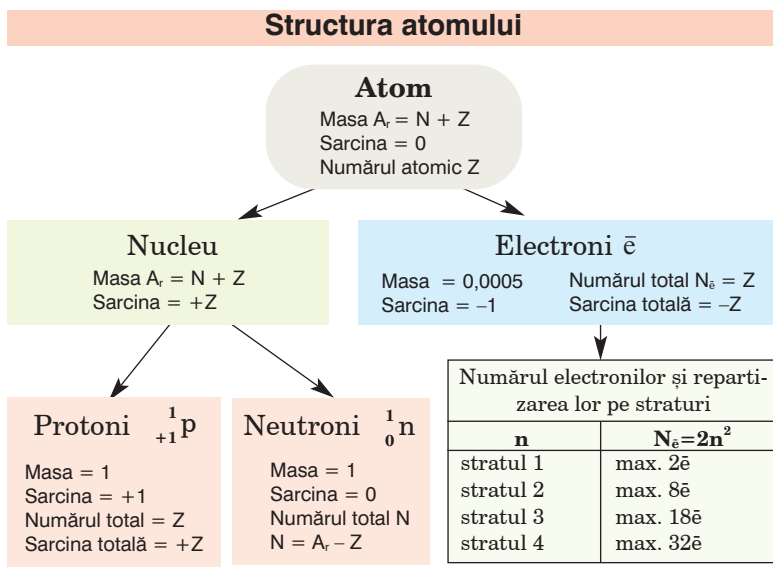 Structura atomului
Atom
Masa Aᵣ = N + Z
Sarcina = 0
Numărul atomic Z
Nucleu
Masa Aᵣ = N + Z
Sarcina = +Z
Electroni ē
Masa = 0,0005
Sarcina = –1
Numărul total Nₑ̄ = Z
Sarcina totală = –Z
Protoni ¹₊₁p
Masa = 1
Sarcina = +1
Numărul total = Z
Sarcina totală = +Z
Neutroni ¹₀n
Masa = 1
Sarcina = 0
Numărul total N
N = Aᵣ – Z
Numărul electronilor și reparti-
zarea lor pe straturi
n Nₑ̄=2n²
stratul 1 max. 2ē
stratul 2 max. 8ē
stratul 3 max. 18ē
stratul 4 max. 32ē